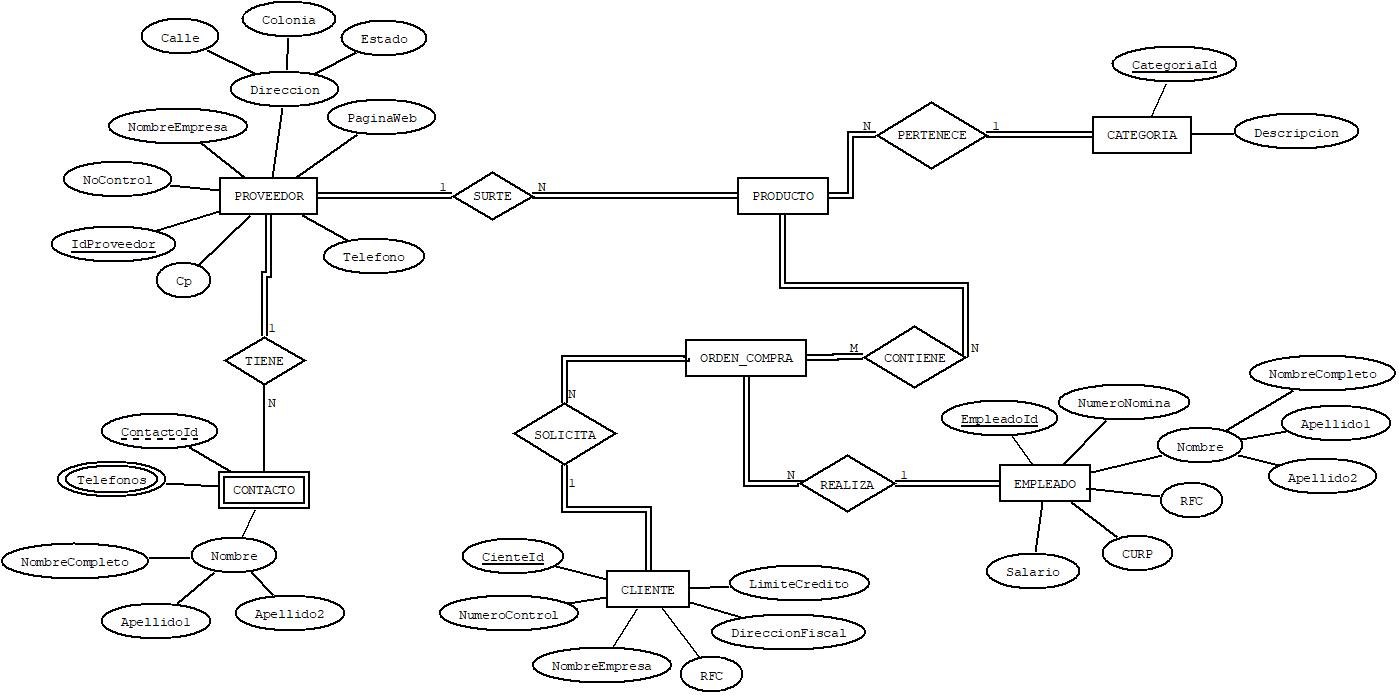 Colonia
Calle
Estado
Direccion
CategoriaId
NombreEmpresa
PaginaWeb
N
PERTENECE
1
CATEGORIA
Descripcion
NoControl
PROVEEDOR
1
SURTE
N
PRODUCTO
IdProveedor
Telefono
Cp
1
TIENE
ORDEN_COMPRA
M
CONTIENE
N
N
N
NombreCompleto
ContactoId
SOLICITA
EmpleadoId
NumeroNomina
Apellido1
Nombre
Telefonos
CONTACTO
1
N
REALIZA
1
EMPLEADO
Apellido2
RFC
NombreCompleto
Nombre
CienteId
CURP
Salario
CLIENTE
LimiteCredito
Apellido1
Apellido2
NumeroControl
DireccionFiscal
NombreEmpresa
RFC